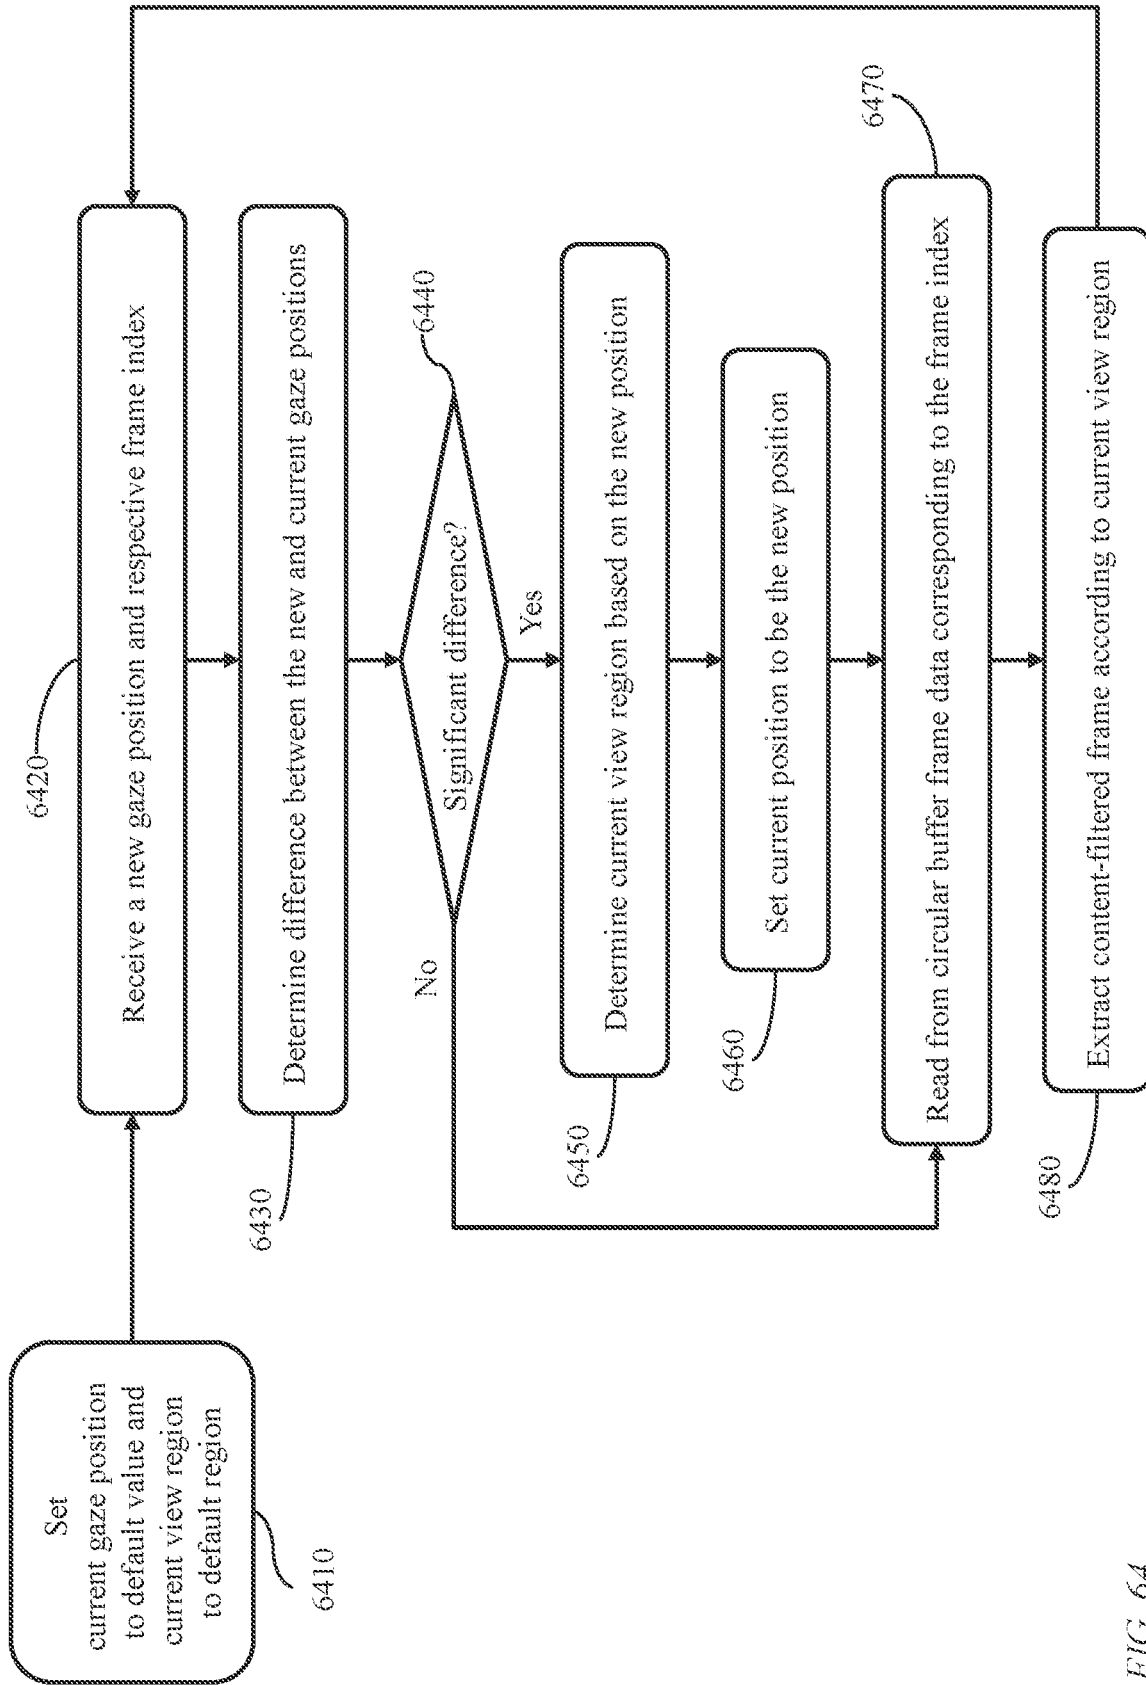 Set
current gaze position
to default value and
current view region
to default region
6410
6420
Receive a new gaze position and respective frame index
6430
Determine difference between the new and current gaze positions
6440
Significant difference?
No
Yes
6450
Determine current view region based on the new position
6460
Set current position to be the new position
6470
Read from circular buffer frame data corresponding to the frame index
6480
Extract content-filtered frame according to current view region
FIG. 64